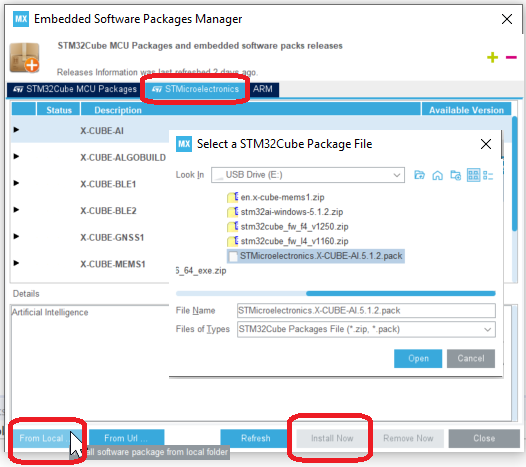 MX Embedded Software Packages Manager
STM32Cube MCU Packages and embedded software packs releases
Releases Information was last refreshed 2 days ago.
STM32Cube MCU Packages STMicroelectronics ARM
Status Description Available Version
X-CUBE-AI
X-CUBE-ALGOBUILD
X-CUBE-BLE1
X-CUBE-BLE2
X-CUBE-GNSS1
X-CUBE-MEMS1
MX Select a STM32Cube Package File
Look In USB Drive (E:)
en.x-cube-mems1.zip
stm32ai-windows-5.1.2.zip
stm32cube_fw_f4_v1250.zip
stm32cube_fw_l4_v1160.zip
STMicroelectronics.X-CUBE-AI.5.1.2.pack
6_64_exe.zip
File Name STMicroelectronics.X-CUBE-AI.5.1.2.pack
Files of Types STM32Cube Packages File (*.zip, *.pack)
Open Cancel
Details
Artificial Intelligence
From Local ... From Url ... Refresh Install Now Remove Now Close
all software package from local folder